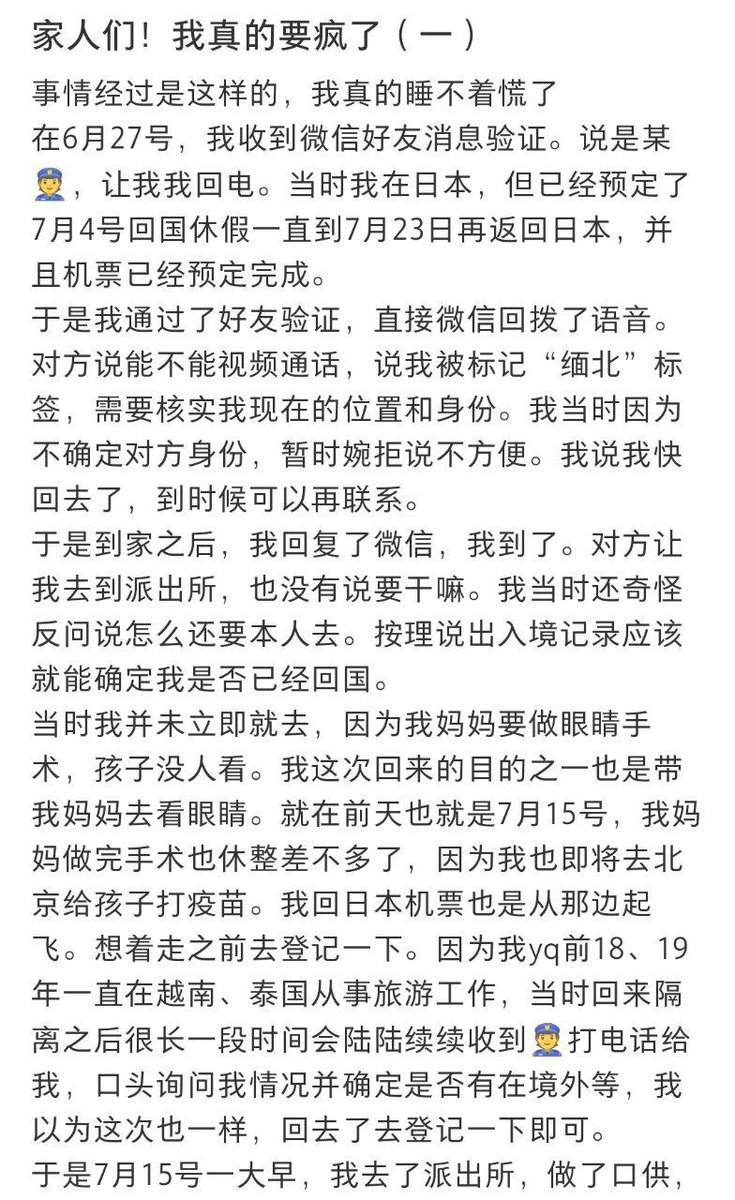 家人们！我真的要疯了（一）
事情经过是这样的，我真的睡不着慌了
在6月27号，我收到微信好友消息验证。说是某
👮，让我我回电。当时我在日本，但已经预定了
7月4号回国休假一直到7月23日再返回日本，并
且机票已经预定完成。
于是我通过了好友验证，直接微信回拨了语音。
对方说能不能视频通话，说我被标记“缅北”标
签，需要核实我现在的位置和身份。我当时因为
不确定对方身份，暂时婉拒说不方便。我说我快
回去了，到时候可以再联系。
于是到家之后，我回复了微信，我到了。对方让
我去到派出所，也没有说要干嘛。我当时还奇怪
反问说怎么还要本人去。按理说出入境记录应该
就能确定我是否已经回国。
当时我并未立即就去，因为我妈妈要做眼睛手
术，孩子没人看。我这次回来的目的之一也是带
我妈妈去看眼睛。就在前天也就是7月15号，我妈
妈做完手术也休整差不多了，因为我也即将去北
京给孩子打疫苗。我回日本机票也是从那边起
飞。想着走之前去登记一下。因为我yq前18、19
年一直在越南、泰国从事旅游工作，当时回来隔
离之后很长一段时间会陆陆续续收到👮打电话给
我，口头询问我情况并确定是否有在境外等，我
以为这次也一样，回去了去登记一下即可。
于是7月15号一大早，我去了派出所，做了口供，